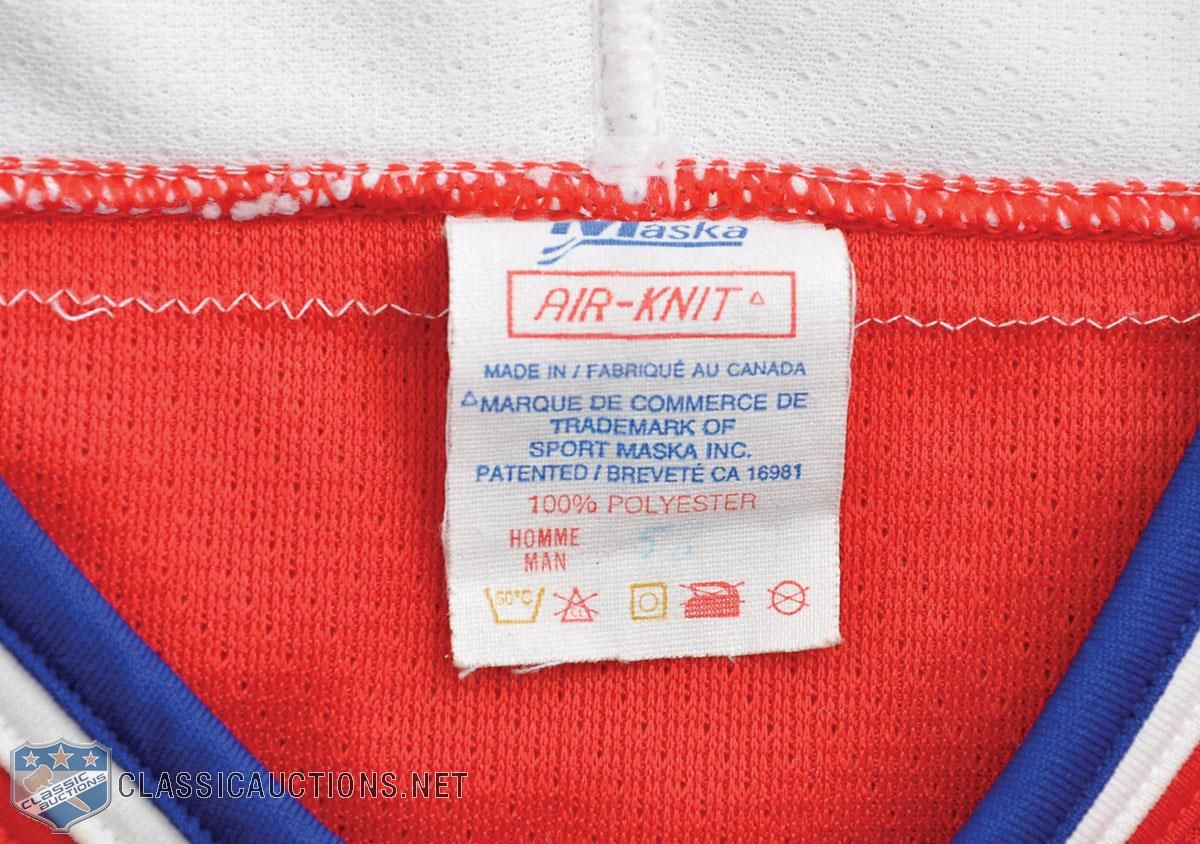 Maska
AIR-KNIT △
MADE IN / FABRIQUÉ AU CANADA
△MARQUE DE COMMERCE DE
TRADEMARK OF
SPORT MASKA INC.
PATENTED / BREVETÉ CA 16981
100% POLYESTER
HOMME
MAN
50°C
CL
CLASSIC
AUCTIONS
CLASSICAUCTIONS.NET